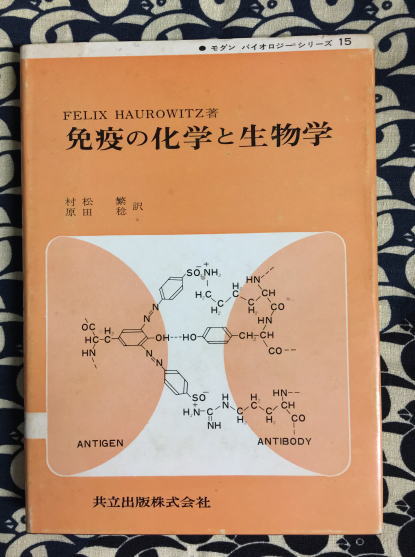 ● モダン バイオロジー シリーズ 15
FELIX HAUROWITZ著
免疫の化学と生物学
村松 繁
原田 稔 訳
ANTIGEN
ANTIBODY
共立出版株式会社